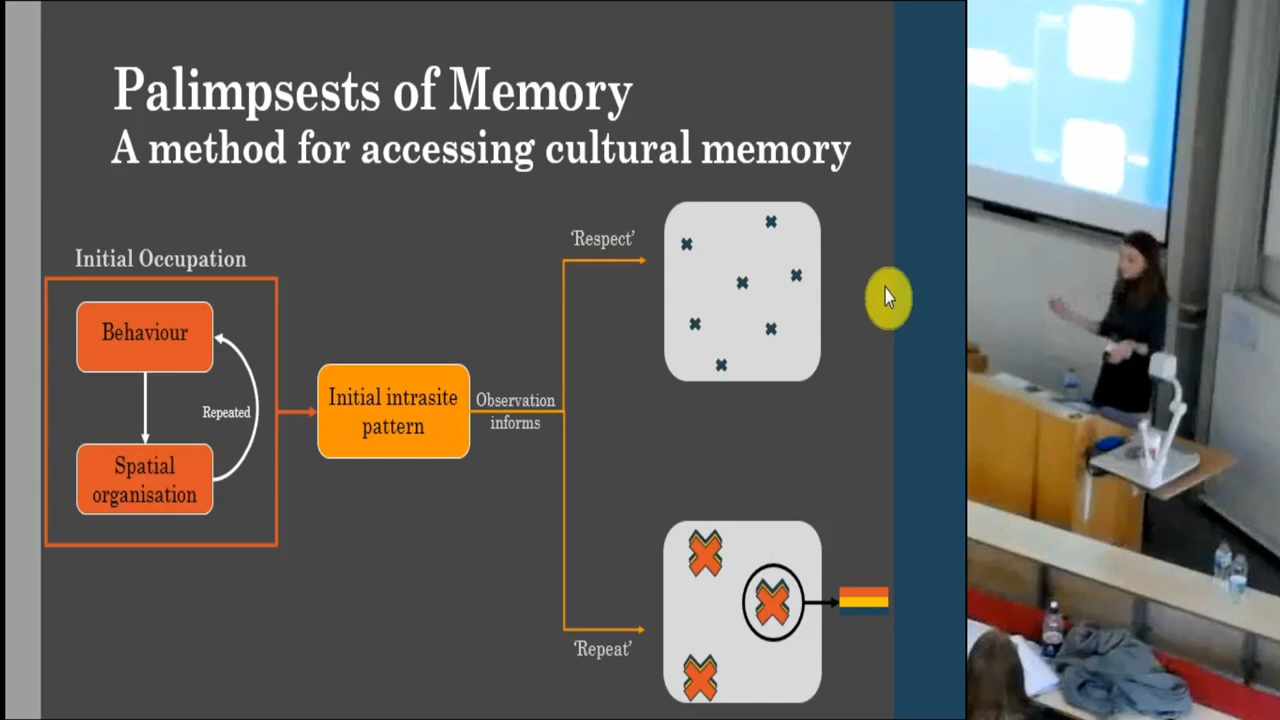 Palimpsests of Memory
A method for accessing cultural memory
Initial Occupation
Behaviour
Repeated
Spatial
organisation
Initial intrasite
pattern
Observation
informs
‘Respect’
‘Repeat’